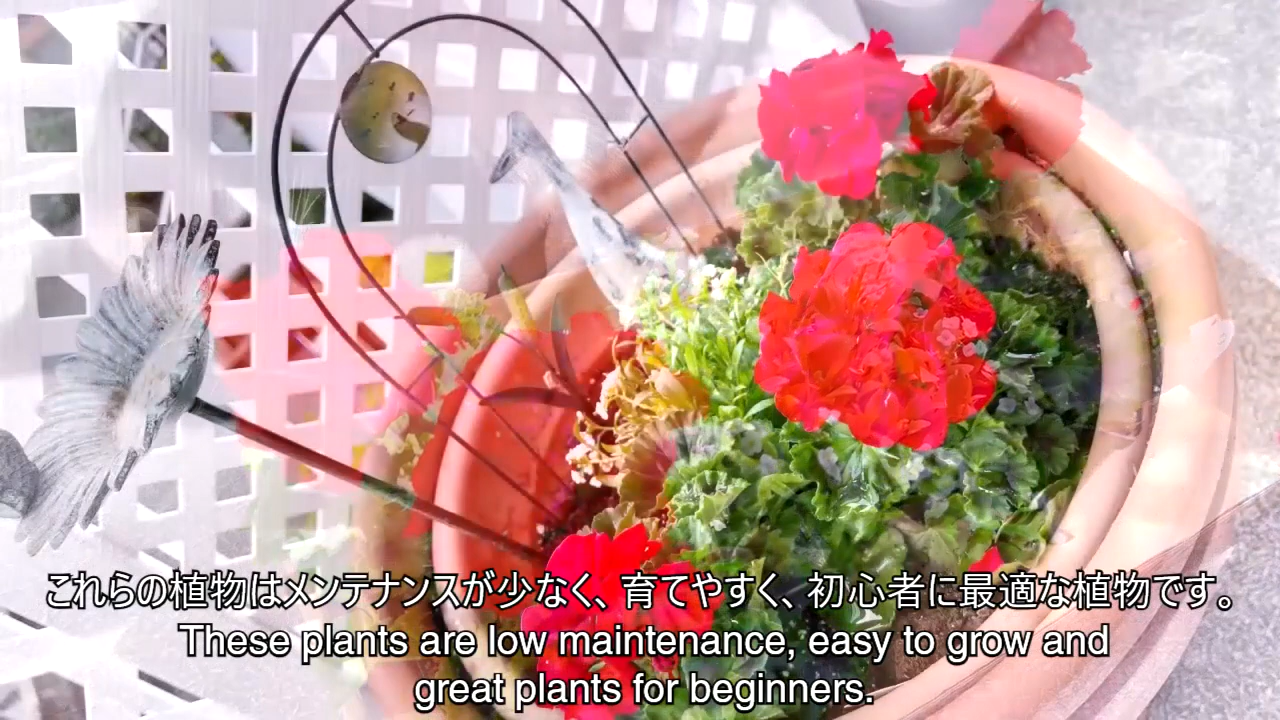 これらの植物はメンテナンスが少なく、育てやすく、初心者に最適な植物です。
These plants are low maintenance, easy to grow and
great plants for beginners.